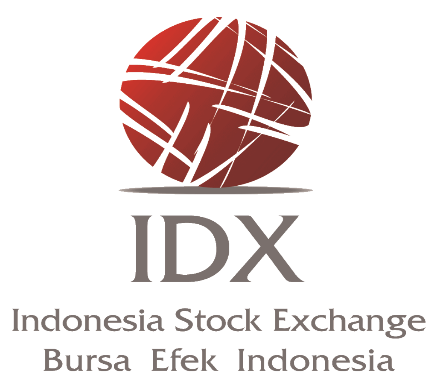 IDX
Indonesia Stock Exchange
Bursa Efek Indonesia